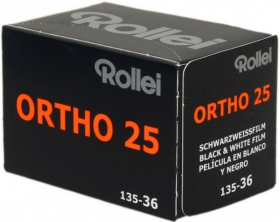 Rollei
Rollei
ORTHO 25
135-36
ORTHO 25
SCHWARZWEISSFILM
BLACK & WHITE FILM
PELÍCULA EN BLANCO
Y NEGRO
135-36